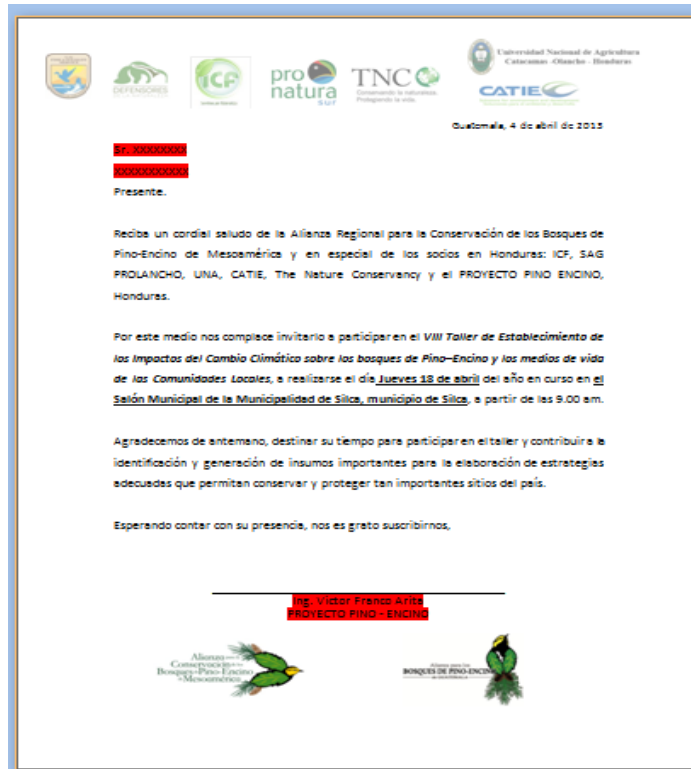 DEFENSORES
ICF
pro
natura
sur
TNC
Conservando la naturaleza.
Protegiendo la vida.
Universidad Nacional de Agricultura
Catacamas -Olancho - Honduras
CATIE
Guatemala, 4 de abril de 2013
Sr. XXXXXXXX
XXXXXXXXXXX
Presente.
Reciba un cordial saludo de la Alianza Regional para la Conservación de los Bosques de
Pino-Encino de Mesoamérica y en especial de los socios en Honduras: ICF, SAG
PROLANCHO, UNA, CATIE, The Nature Conservancy y el PROYECTO PINO ENCINO,
Honduras.
Por este medio nos complace invitarlo a participar en el VIII Taller de Establecimiento de
los Impactos del Cambio Climático sobre los bosques de Pino–Encino y los medios de vida
de las Comunidades Locales, a realizarse el día Jueves 18 de abril del año en curso en el
Salón Municipal de la Municipalidad de Silca, municipio de Silca, a partir de las 9.00 am.
Agradecemos de antemano, destinar su tiempo para participar en el taller y contribuir a la
identificación y generación de insumos importantes para la elaboración de estrategias
adecuadas que permitan conservar y proteger tan importantes sitios del país.
Esperando contar con su presencia, nos es grato suscribirnos,
Ing. Victor Franco Arita
PROYECTO PINO - ENCINO
Alianza para la
Conservación de los
Bosques de Pino-Encino
de Mesoamérica
Alianza para los
BOSQUES DE PINO-ENCINO